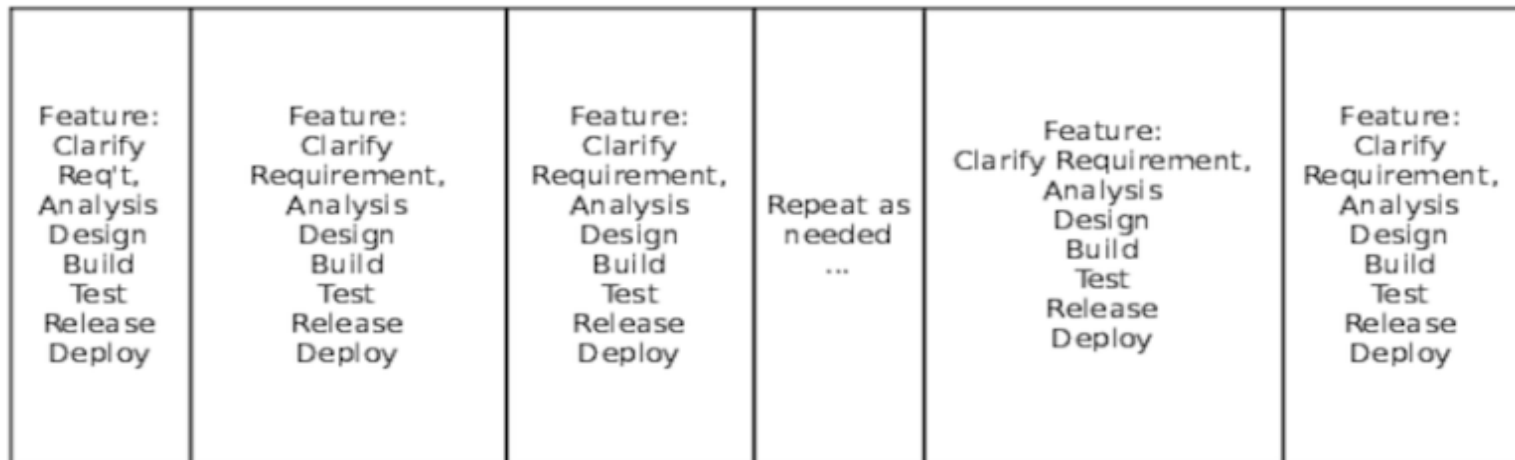 Feature:
Clarify
Req't,
Analysis
Design
Build
Test
Release
Deploy
Feature:
Clarify
Requirement,
Analysis
Design
Build
Test
Release
Deploy
Feature:
Clarify
Requirement,
Analysis
Design
Build
Test
Release
Deploy
Repeat as
needed
...
Feature:
Clarify Requirement,
Analysis
Design
Build
Test
Release
Deploy
Feature:
Clarify
Requirement,
Analysis
Design
Build
Test
Release
Deploy